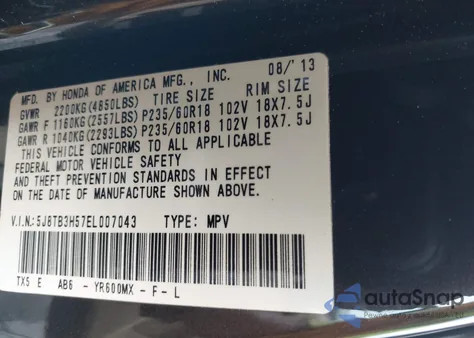 MFD. BY HONDA OF AMERICA MFG., INC. 08/'13
GVWR 2200KG(4850LBS) TIRE SIZE RIM SIZE
GAWR F 1160KG(2557LBS) P235/60R18 102V 18X7.5J
GAWR R 1040KG(2293LBS) P235/60R18 102V 18X7.5J
THIS VEHICLE CONFORMS TO ALL APPLICABLE
FEDERAL MOTOR VEHICLE SAFETY
AND THEFT PREVENTION STANDARDS IN EFFECT
ON THE DATE OF MANUFACTURE SHOWN ABOVE.
V.I.N.:5J8TB3H57EL007043 TYPE: MPV
TX5 E AB6 - YR600MX - F - L
autoSnap